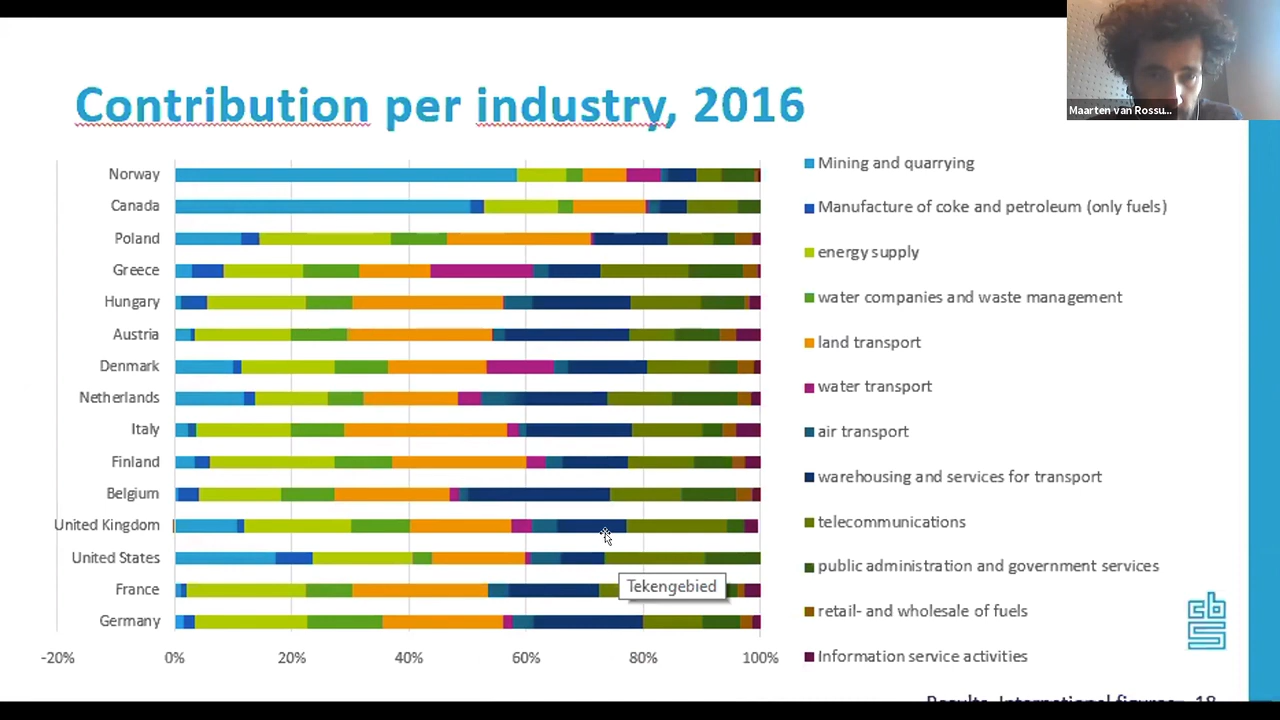 Contribution per industry, 2016
Maarten van Rossu...
Norway
Canada
Poland
Greece
Hungary
Austria
Denmark
Netherlands
Italy
Finland
Belgium
United Kingdom
United States
France
Germany
-20% 0% 20% 40% 60% 80% 100%
Tekengebied
Mining and quarrying
Manufacture of coke and petroleum (only fuels)
energy supply
water companies and waste management
land transport
water transport
air transport
warehousing and services for transport
telecommunications
public administration and government services
retail- and wholesale of fuels
Information service activities
cbs
Results International figures 18